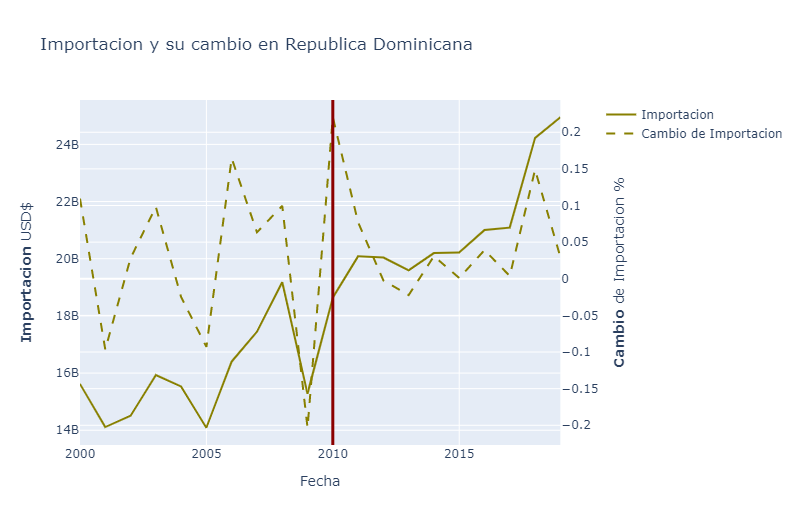 Importacion y su cambio en Republica Dominicana
Importacion
Cambio de Importacion
24B
22B
20B
18B
16B
14B
0.2
0.15
0.1
0.05
0
−0.05
−0.1
−0.15
−0.2
2000
2005
2010
2015
Fecha
Importacion USD$
Cambio de Importacion %